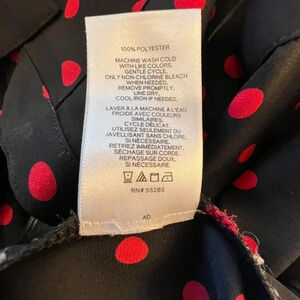 100% POLYESTER
MACHINE WASH COLD
WITH LIKE COLORS,
GENTLE CYCLE,
ONLY NON-CHLORINE BLEACH
WHEN NEEDED,
REMOVE PROMPTLY,
LINE DRY,
COOL IRON IF NEEDED.
LAVER À LA MACHINE À L'EAU
FROIDE AVEC COULEURS
SIMILAIRES,
CYCLE DÉLICAT,
UTILISEZ SEULEMENT DU
JAVELLISANT SANS CHLORE,
SI NÉCESSAIRE.
RETIREZ IMMÉDIATEMENT.
SÉCHAGE SUR CORDE.
REPASSAGE DOUX,
SI NÉCESSAIRE.
RN# 55285
AD